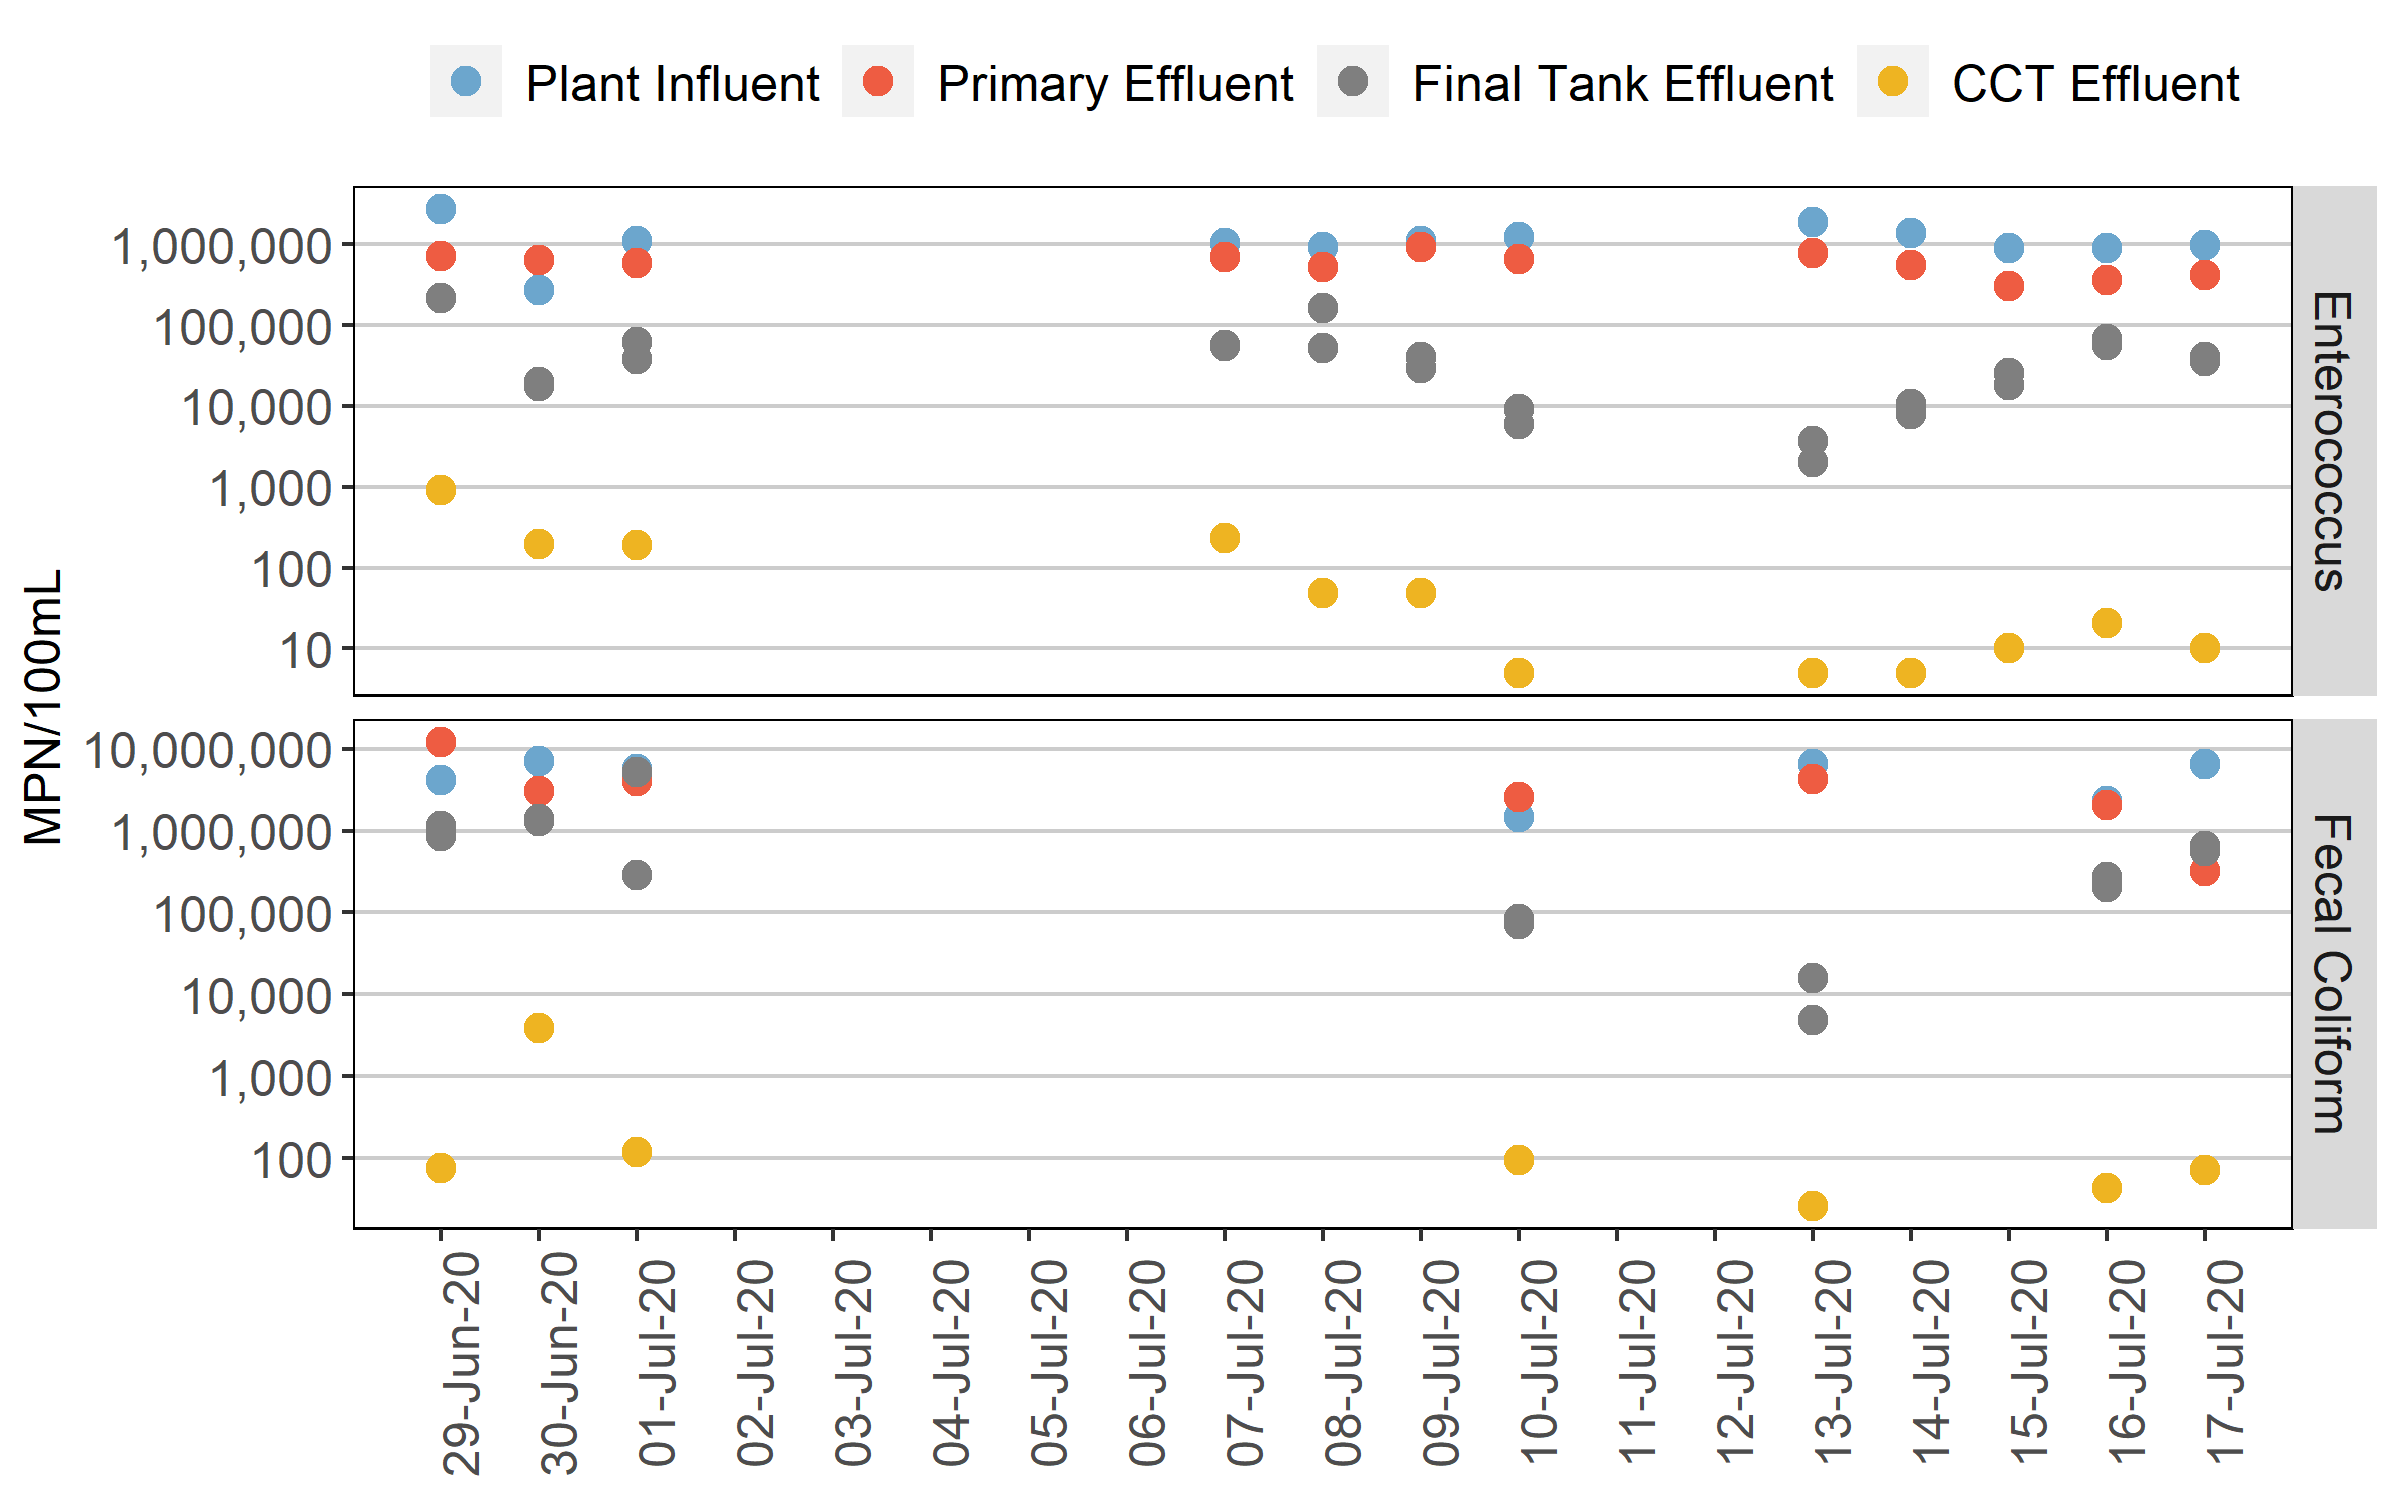 Plant Influent Primary Effluent Final Tank Effluent CCT Effluent
MPN/100mL
1,000,000
100,000
10,000
1,000
100
10
Enterococcus
10,000,000
1,000,000
100,000
10,000
1,000
100
Fecal Coliform
29-Jun-20
30-Jun-20
01-Jul-20
02-Jul-20
03-Jul-20
04-Jul-20
05-Jul-20
06-Jul-20
07-Jul-20
08-Jul-20
09-Jul-20
10-Jul-20
11-Jul-20
12-Jul-20
13-Jul-20
14-Jul-20
15-Jul-20
16-Jul-20
17-Jul-20